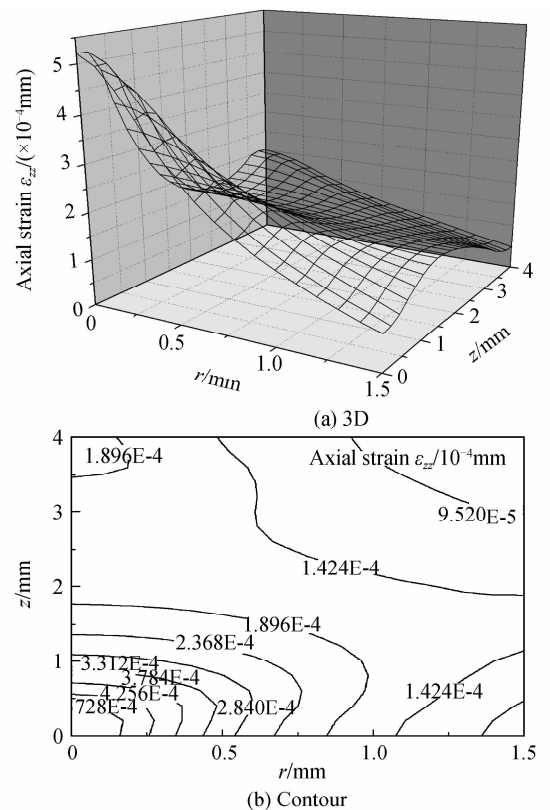 Axial strain εzz/(×10⁻⁴mm)
5
4
3
2
1
0
0
0.5
1.0
1.5
r/mm
0
1
2
3
4
z/mm
(a) 3D
Axial strain εzz/10⁻⁴mm
1.896E-4
9.520E-5
1.424E-4
1.896E-4
2.368E-4
3.312E-4
3.784E-4
4.256E-4
1.424E-4
728E-4
2.840E-4
4
3
2
1
0
z/mm
0
0.5
1.0
1.5
r/mm
(b) Contour